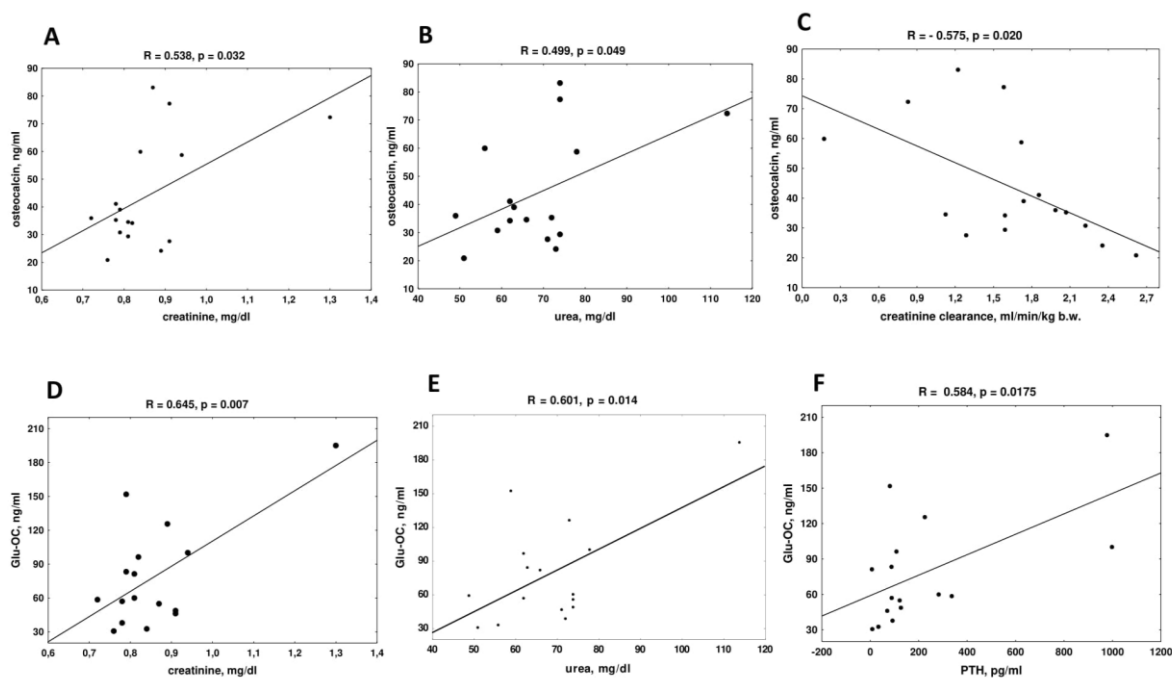 A
R = 0.538, p = 0.032
osteocalcin, ng/ml
90
80
70
60
50
40
30
20
10
0,6 0,7 0,8 0,9 1,0 1,1 1,2 1,3 1,4
creatinine, mg/dl
B
R = 0.499, p = 0.049
osteocalcin, ng/ml
90
80
70
60
50
40
30
20
10
40 50 60 70 80 90 100 110 120
urea, mg/dl
C
R = - 0.575, p = 0.020
osteocalcin, ng/ml
90
80
70
60
50
40
30
20
10
0,0 0,3 0,6 0,9 1,2 1,5 1,8 2,1 2,4 2,7
creatinine clearance, ml/min/kg b.w.
D
R = 0.645, p = 0.007
Glu-OC, ng/ml
210
180
150
120
90
60
30
0,6 0,7 0,8 0,9 1,0 1,1 1,2 1,3 1,4
creatinine, mg/dl
E
R = 0.601, p = 0.014
Glu-OC, ng/ml
210
180
150
120
90
60
30
40 50 60 70 80 90 100 110 120
urea, mg/dl
F
R = 0.584, p = 0.0175
Glu-OC, ng/ml
210
180
150
120
90
60
30
-200 0 200 400 600 800 1000 1200
PTH, pg/ml